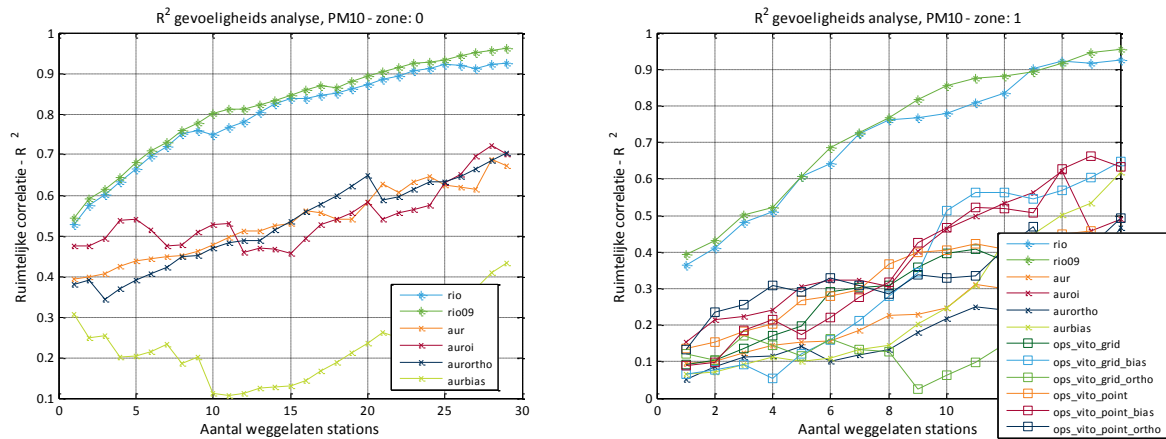 R² gevoeligheids analyse, PM10 - zone: 0
1
0.9
0.8
0.7
0.6
0.5
0.4
0.3
0.2
0.1
0 5 10 15 20 25 30
Ruimtelijke correlatie - R²
Aantal weggelaten stations
rio
rio09
aur
auroi
aurortho
aurbias
R² gevoeligheids analyse, PM10 - zone: 1
1
0.9
0.8
0.7
0.6
0.5
0.4
0.3
0.2
0.1
0
0 2 4 6 8 10
Ruimtelijke correlatie - R²
Aantal weggelaten stations
rio
rio09
aur
auroi
aurortho
aurbias
ops_vito_grid
ops_vito_grid_bias
ops_vito_grid_ortho
ops_vito_point
ops_vito_point_bias
ops_vito_point_ortho